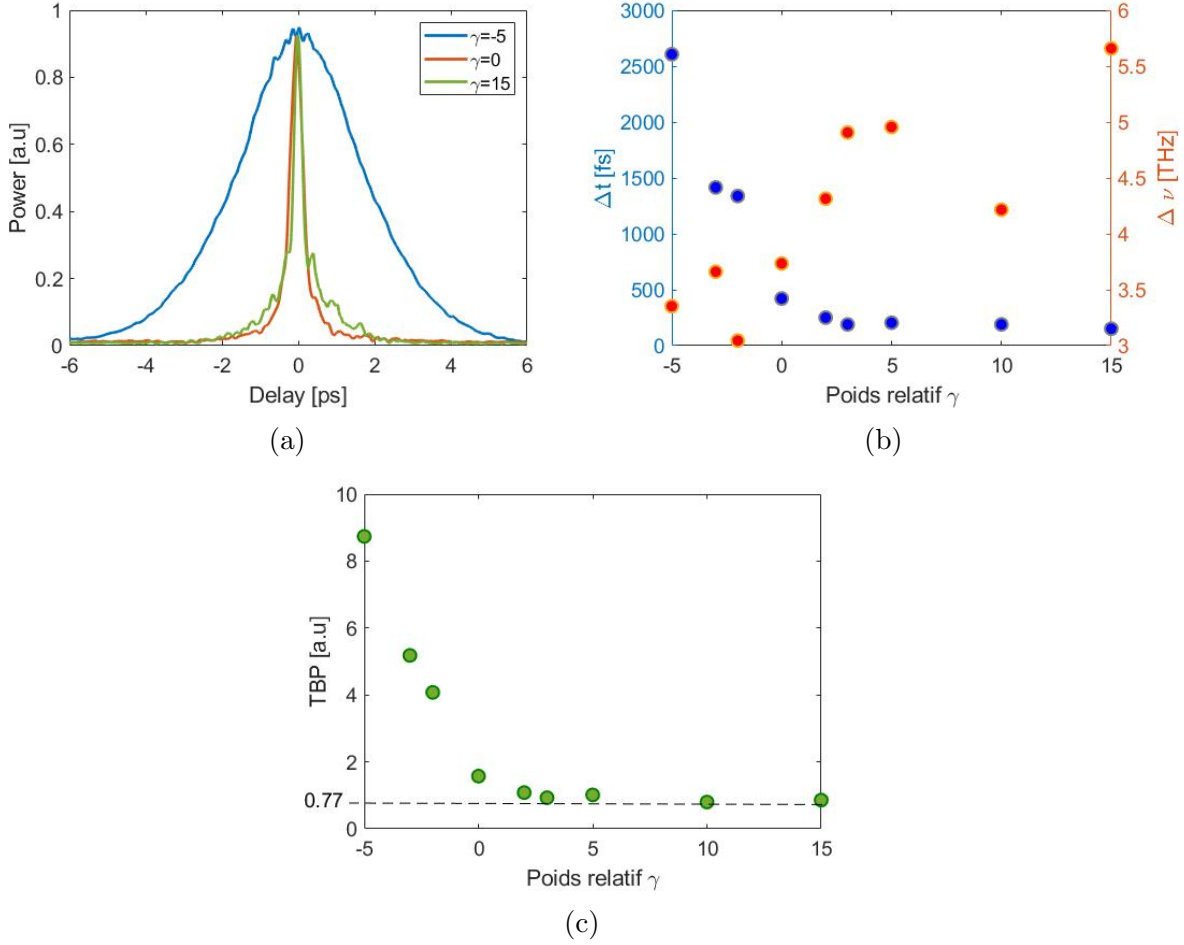 1
0.8
0.6
0.4
0.2
0
Power [a.u]
-6 -4 -2 0 2 4 6
Delay [ps]
γ=-5
γ=0
γ=15
(a)
3000
2500
2000
1500
1000
500
0
Δt [fs]
6
5.5
5
4.5
4
3.5
3
Δ ν [THz]
-5 0 5 10 15
Poids relatif γ
(b)
10
8
6
4
2
0.77
0
TBP [a.u]
-5 0 5 10 15
Poids relatif γ
(c)